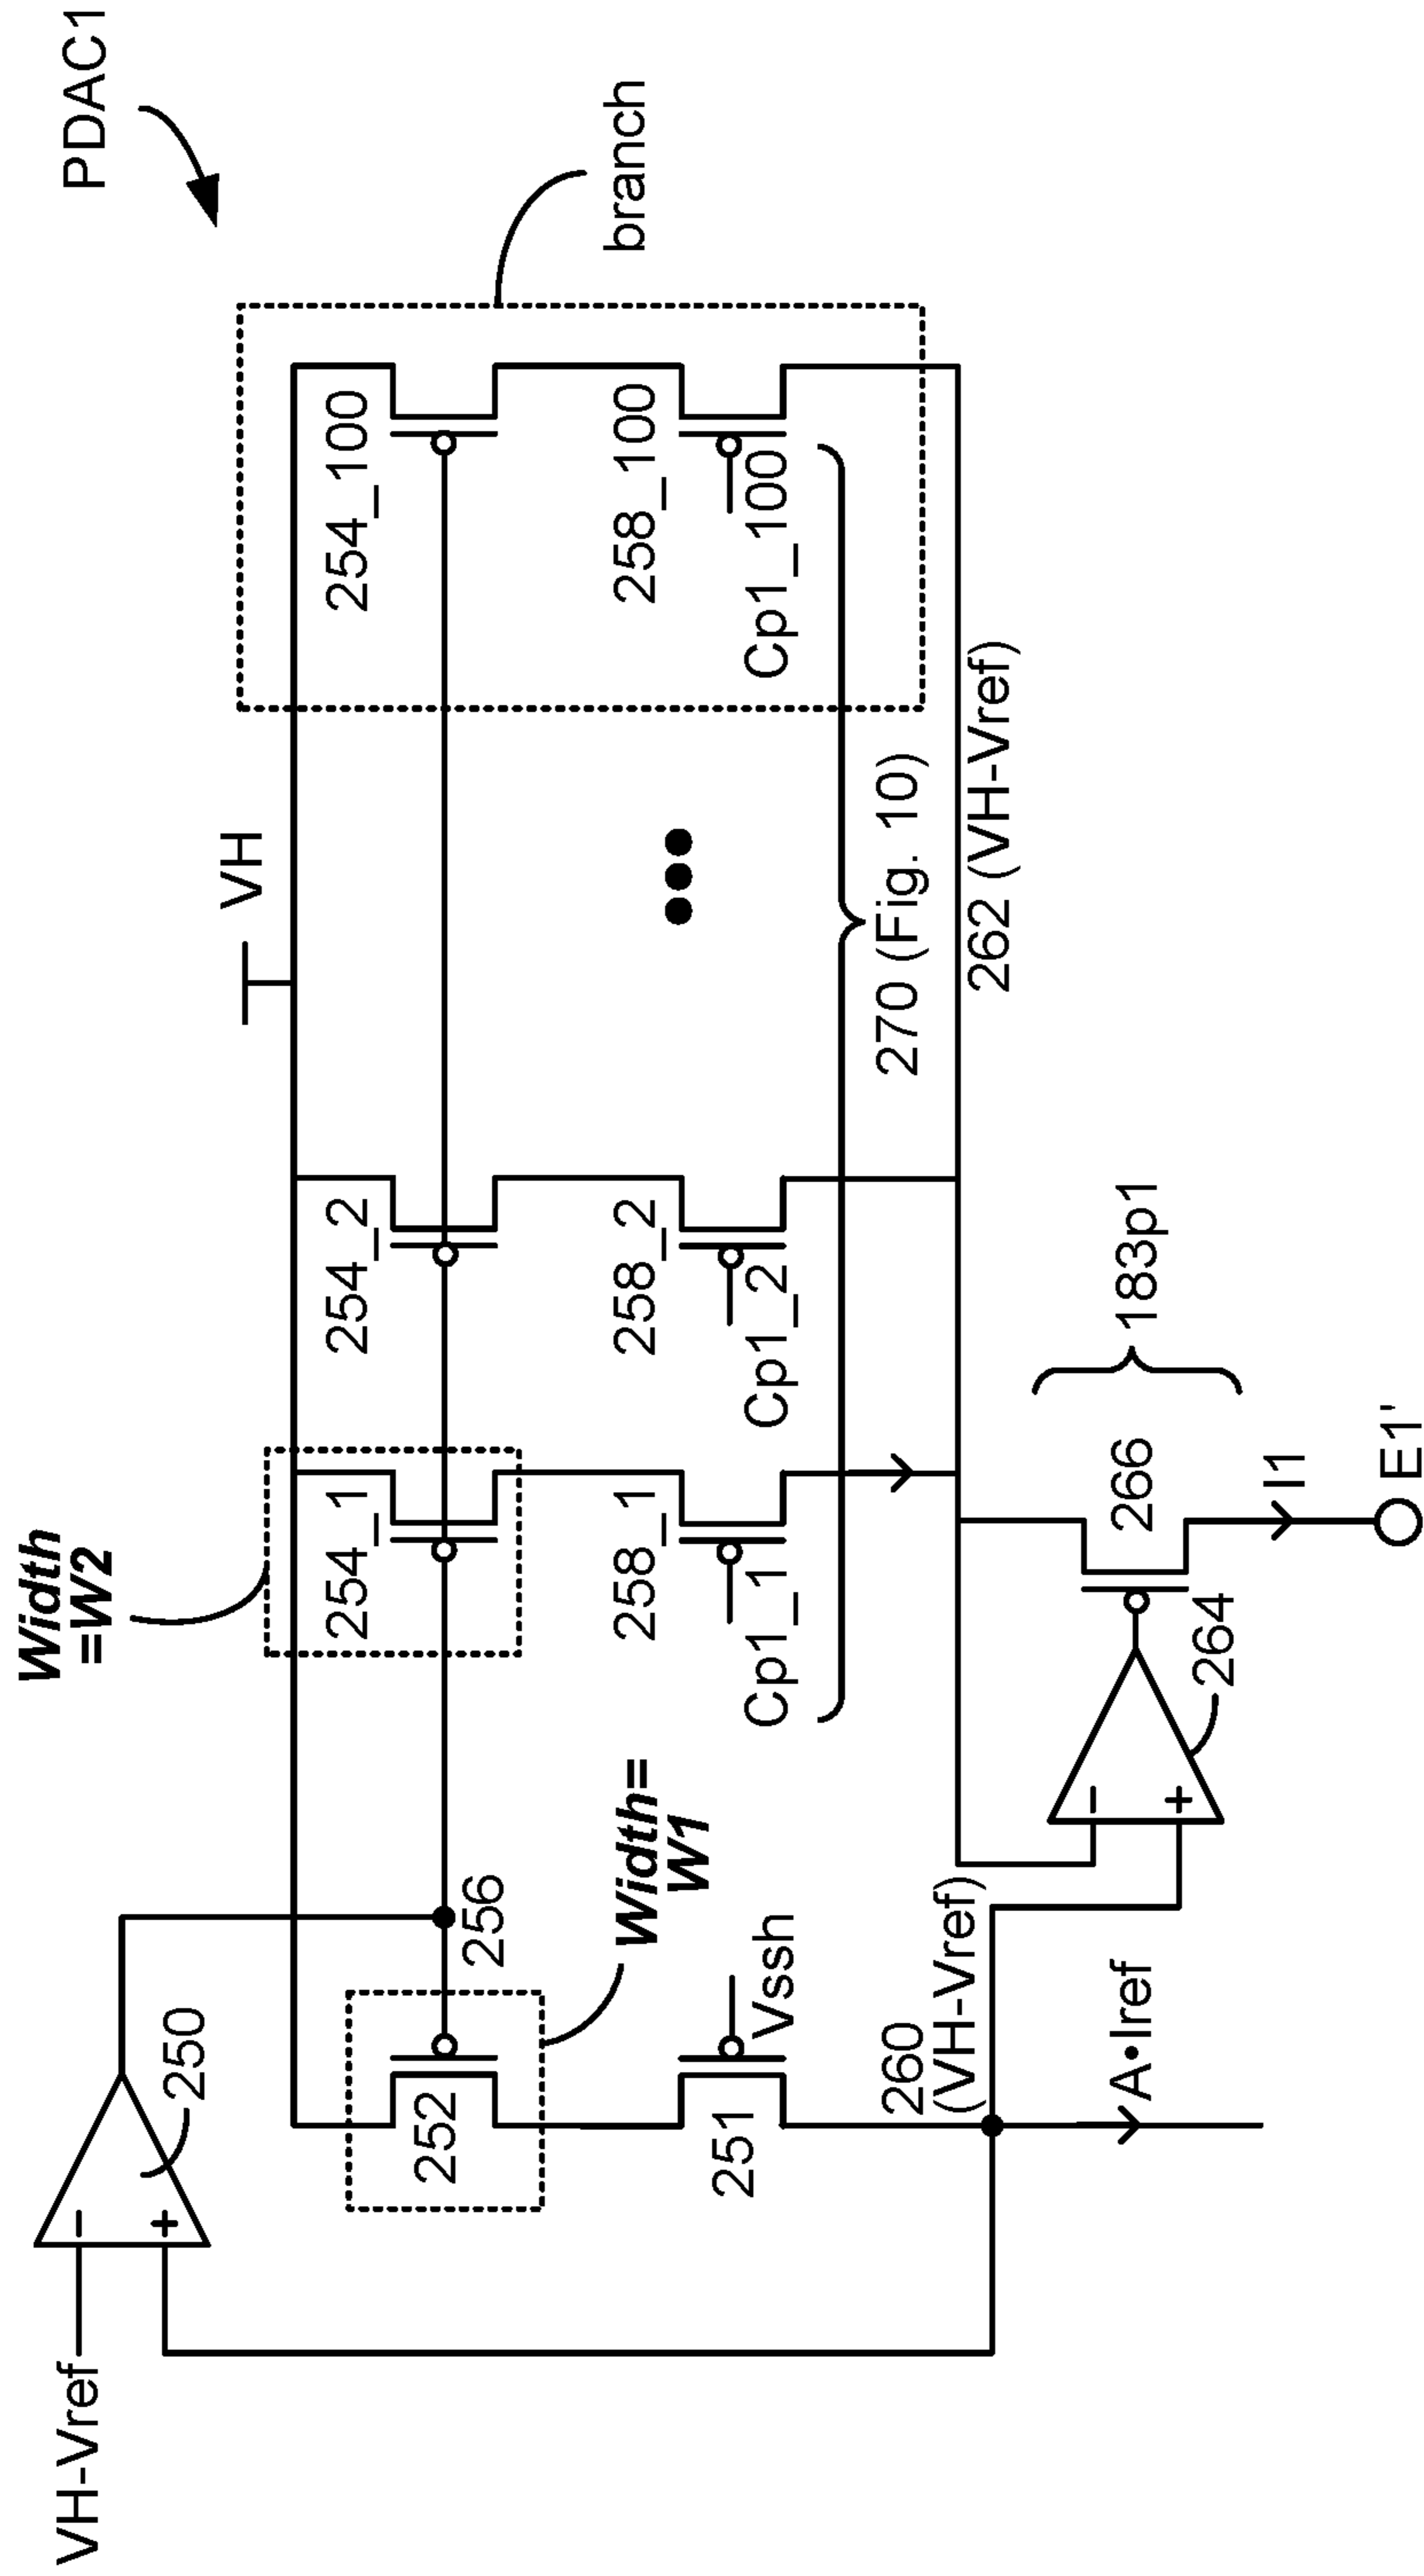 PDAC1
VH
branch
Width
=W2
VH-Vref
250
252
256
254_1
254_2
254_100
Width=
W1
251
Vssh
258_1
258_2
258_100
Cp1_1
Cp1_2
Cp1_100
270 (Fig. 10)
260
(VH-Vref)
262 (VH-Vref)
A•Iref
-
+
-
+
264
266
183p1
I1
E1'